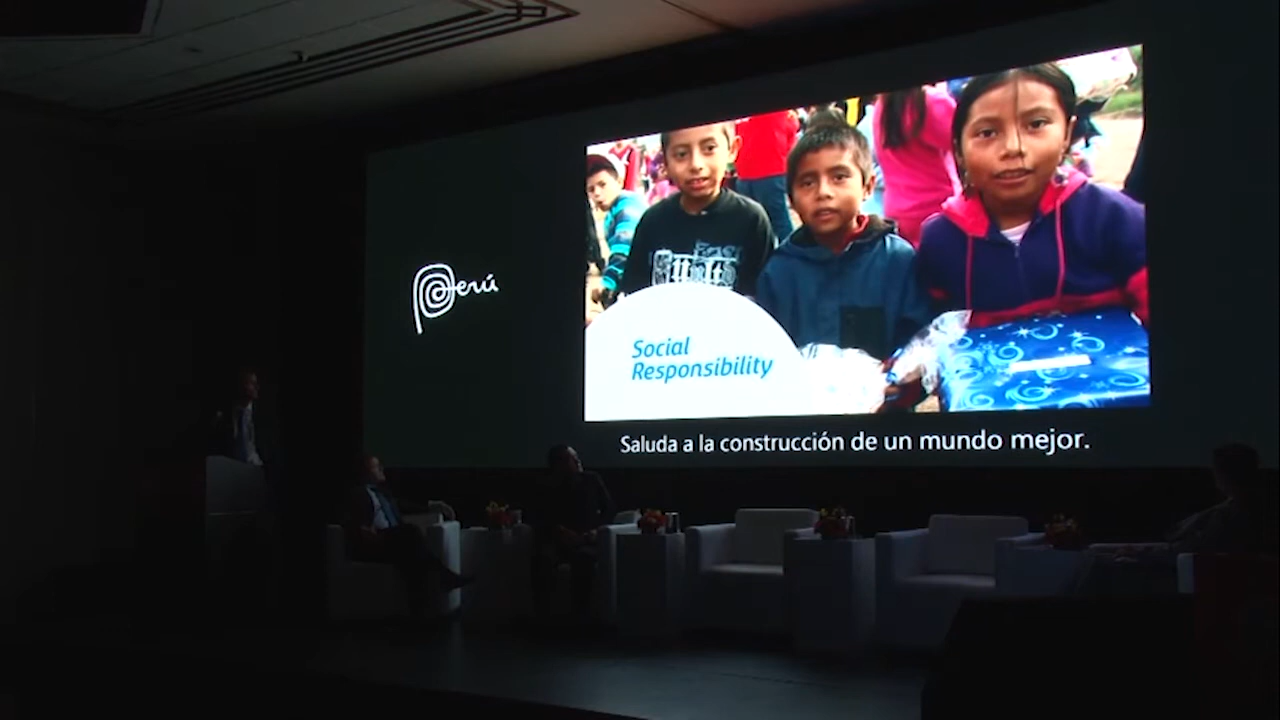 Perú
Social
Responsibility
Saluda a la construcción de un mundo mejor.